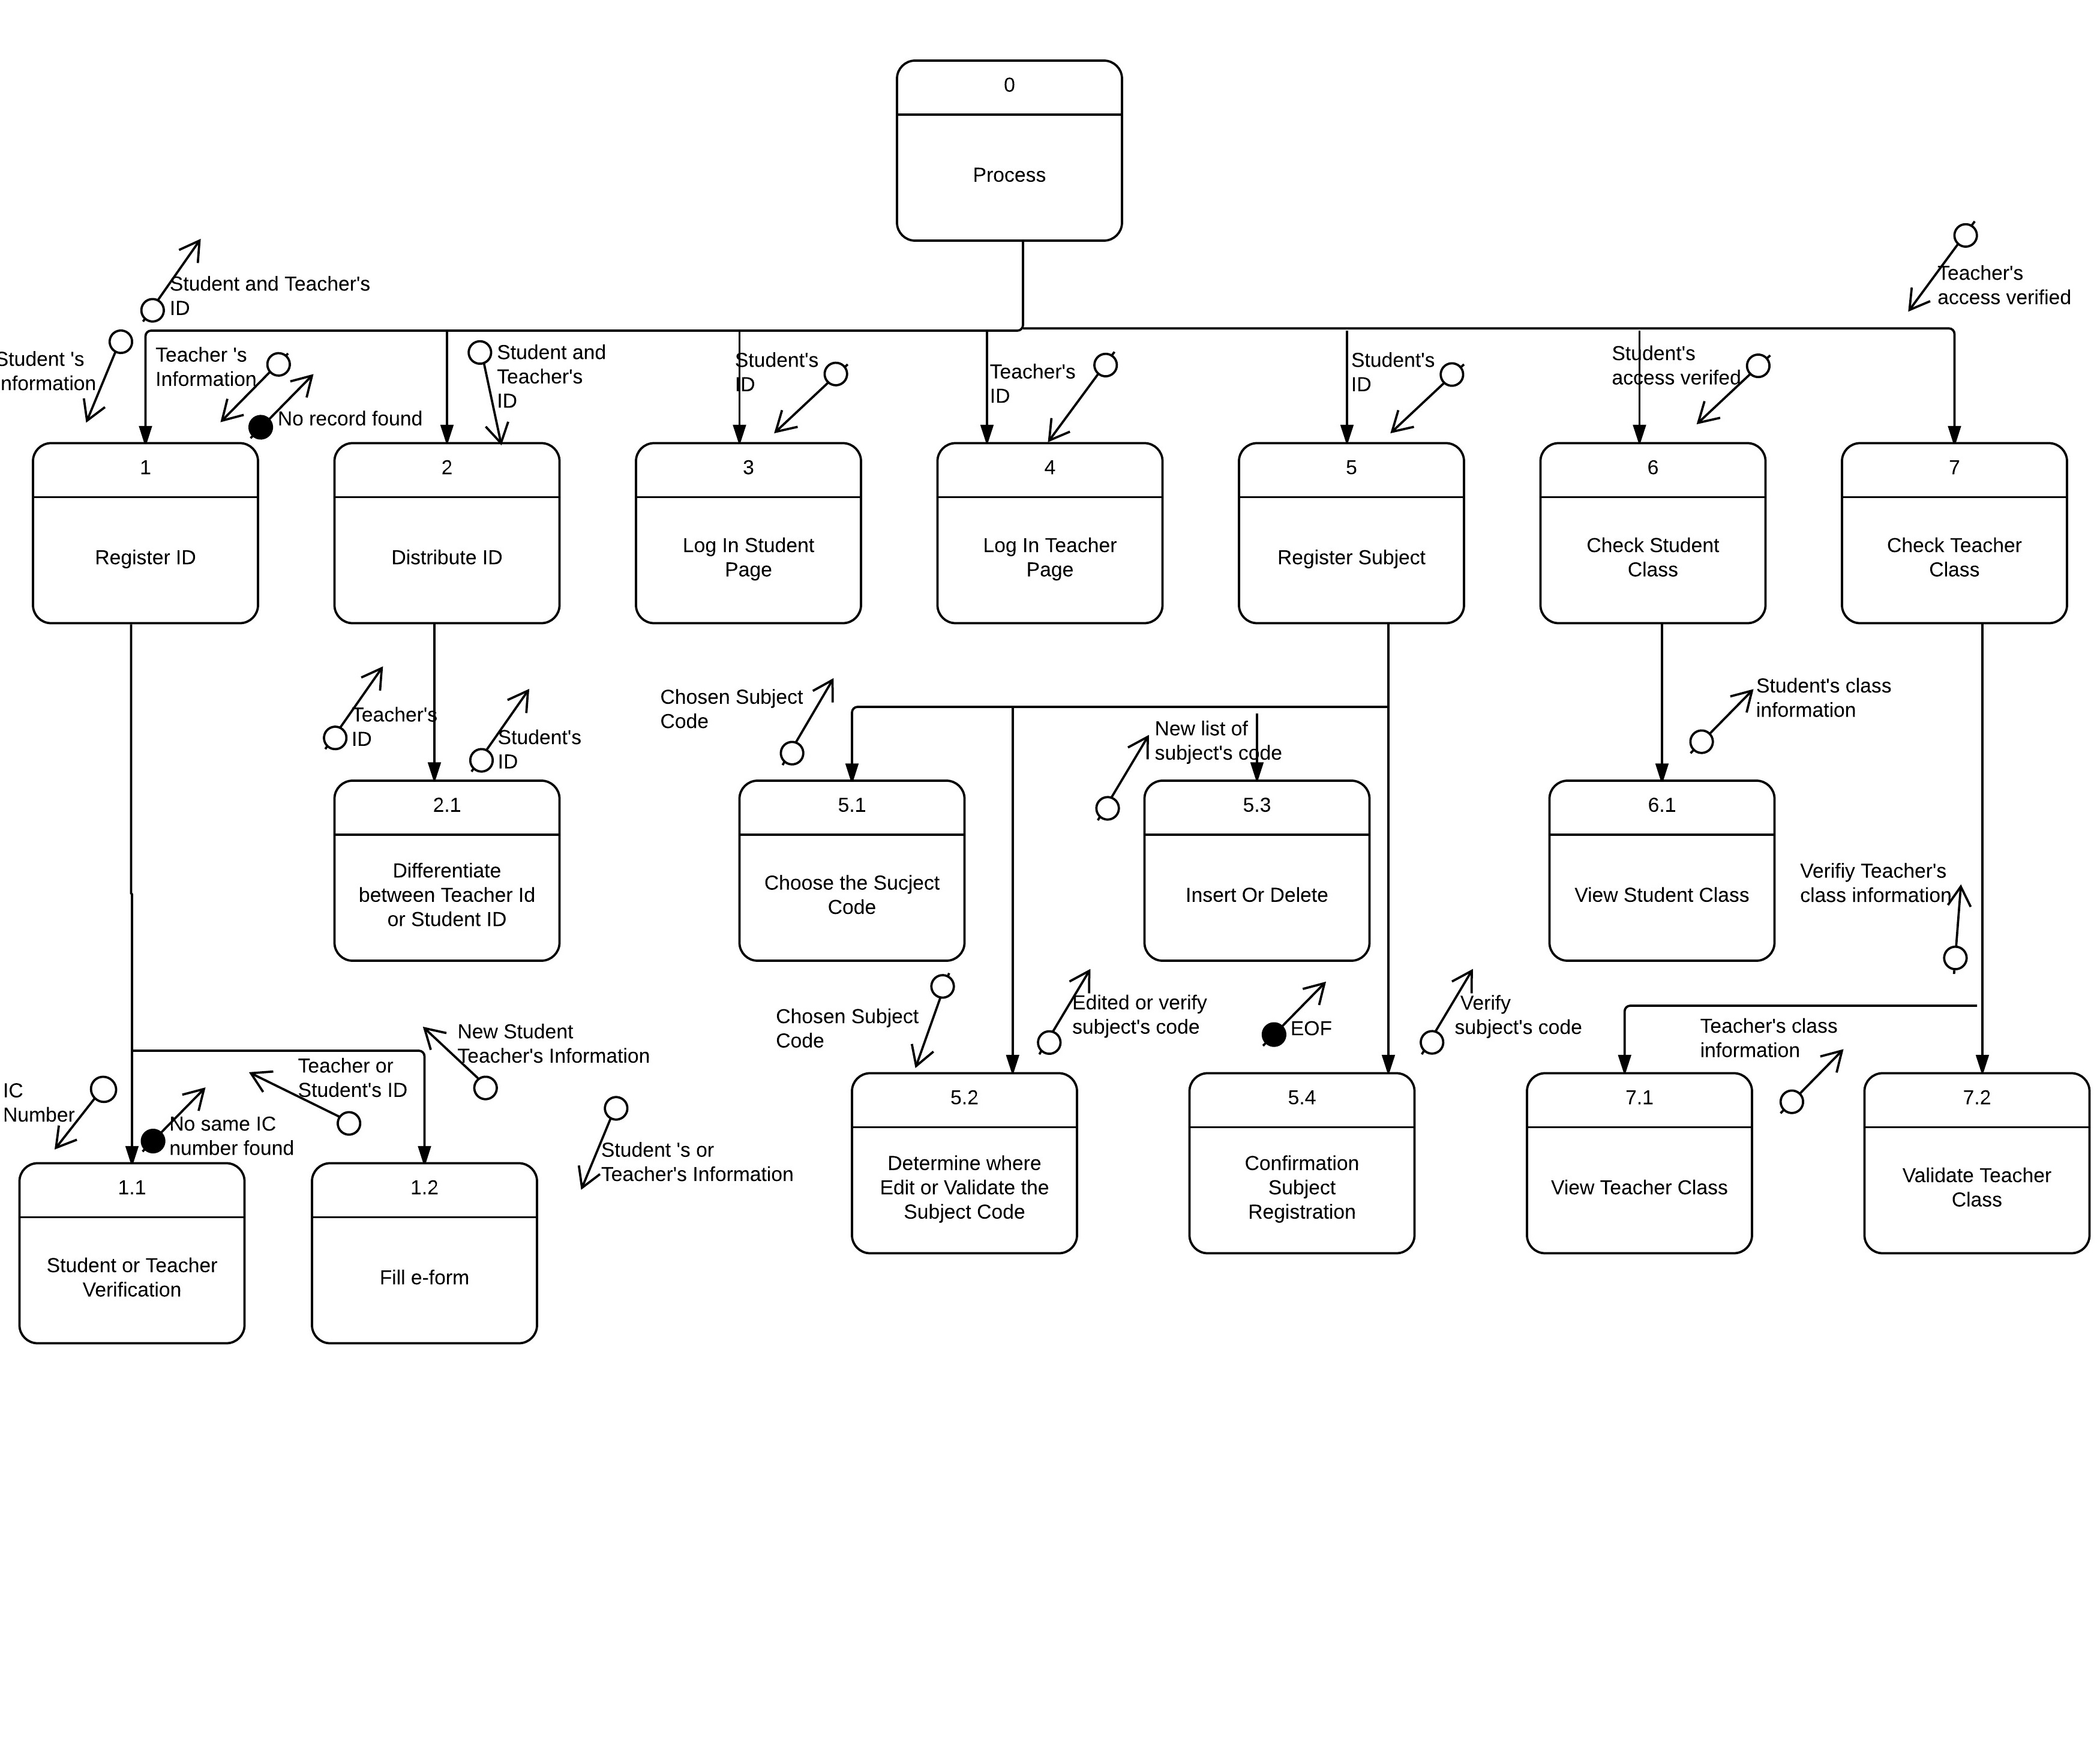 0
Process
Student and Teacher's
ID
Teacher's
access verified
Student 's
nformation
Teacher 's
Information
No record found
Student and
Teacher's
ID
Student's
ID
Teacher's
ID
Student's
ID
Student's
access verifed
1
Register ID
2
Distribute ID
3
Log In Student
Page
4
Log In Teacher
Page
5
Register Subject
6
Check Student
Class
7
Check Teacher
Class
Teacher's
ID
Student's
ID
Chosen Subject
Code
New list of
subject's code
Student's class
information
2.1
Differentiate
between Teacher Id
or Student ID
5.1
Choose the Sucject
Code
5.3
Insert Or Delete
6.1
View Student Class
Verifiy Teacher's
class information
New Student
Teacher's Information
Teacher or
Student's ID
IC
Number
No same IC
number found
Student 's or
Teacher's Information
Chosen Subject
Code
Edited or verify
subject's code
EOF
Verify
subject's code
Teacher's class
information
1.1
Student or Teacher
Verification
1.2
Fill e-form
5.2
Determine where
Edit or Validate the
Subject Code
5.4
Confirmation
Subject
Registration
7.1
View Teacher Class
7.2
Validate Teacher
Class